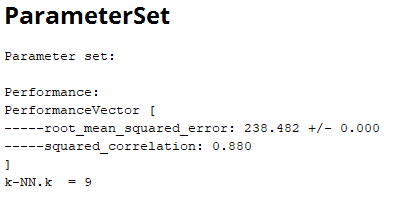 ParameterSet
Parameter set:
Performance:
PerformanceVector [
-----root_mean_squared_error: 238.482 +/- 0.000
-----squared_correlation: 0.880
]
k-NN.k  = 9